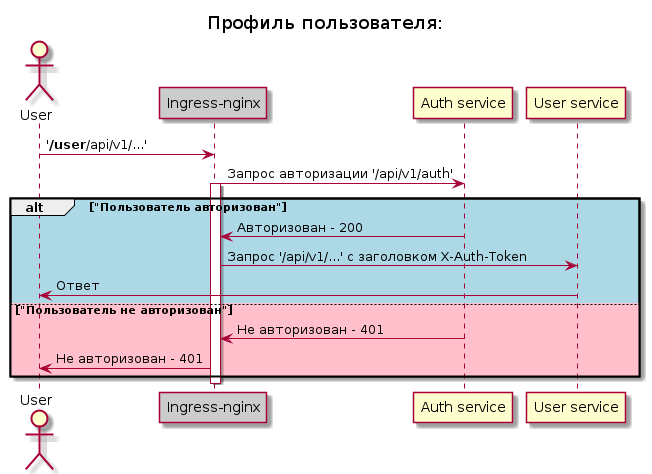 Профиль пользователя:
User
Ingress-nginx
Auth service
User service
'/user/api/v1/...'
Запрос авторизации '/api/v1/auth'
alt
["Пользователь авторизован"]
Авторизован - 200
Запрос '/api/v1/...' с заголовком X-Auth-Token
Ответ
["Пользователь не авторизован"]
Не авторизован - 401
Не авторизован - 401
User
Ingress-nginx
Auth service
User service